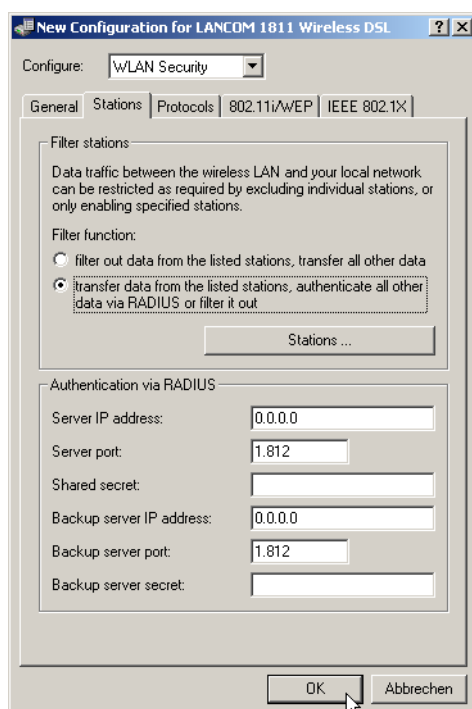 New Configuration for LANCOM 1811 Wireless DSL
Configure: WLAN Security
General Stations Protocols 802.11i/WEP IEEE 802.1X
Filter stations
Data traffic between the wireless LAN and your local network
can be restricted as required by excluding individual stations, or
only enabling specified stations.
Filter function:
filter out data from the listed stations, transfer all other data
transfer data from the listed stations, authenticate all other
data via RADIUS or filter it out
Stations ...
Authentication via RADIUS
Server IP address: 0.0.0.0
Server port: 1.812
Shared secret:
Backup server IP address: 0.0.0.0
Backup server port: 1.812
Backup server secret:
OK Abbrechen